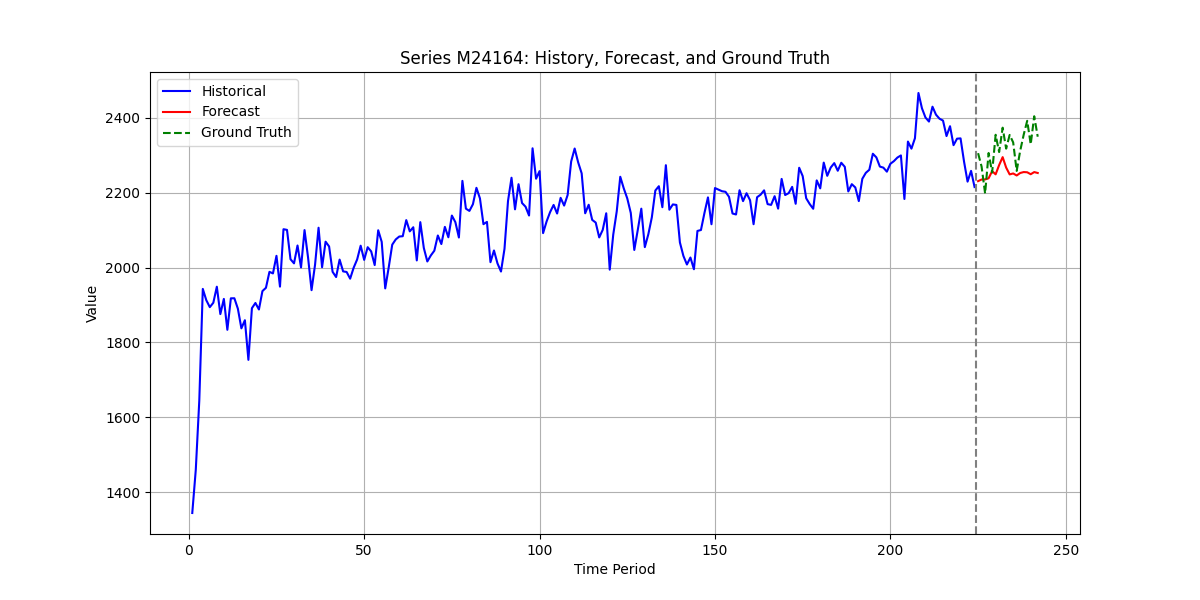 Series M24164: History, Forecast, and Ground Truth
Historical
Forecast
Ground Truth
2400
2200
2000
1800
1600
1400
Value
0
50
100
150
200
250
Time Period